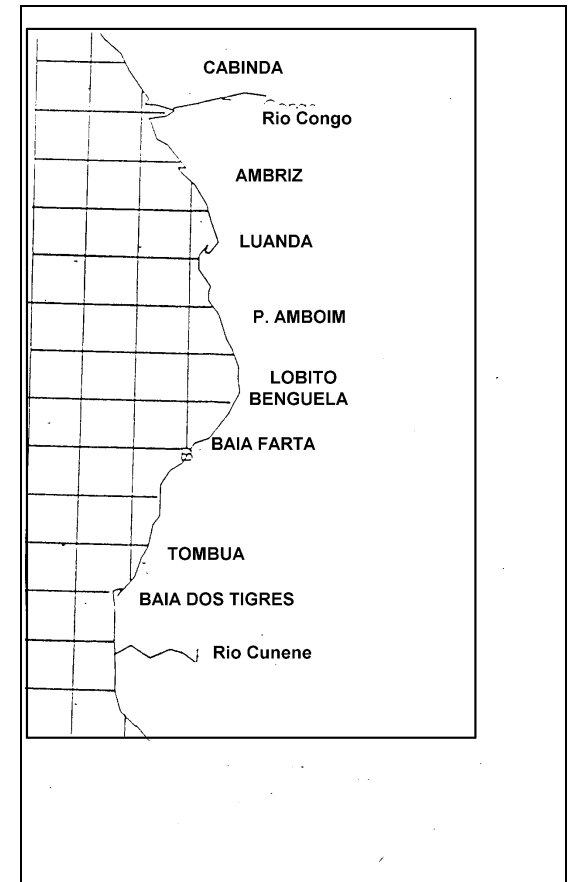 CABINDA
Rio Congo
AMBRIZ
LUANDA
P. AMBOIM
LOBITO
BENGUELA
BAIA FARTA
TOMBUA
BAIA DOS TIGRES
Rio Cunene